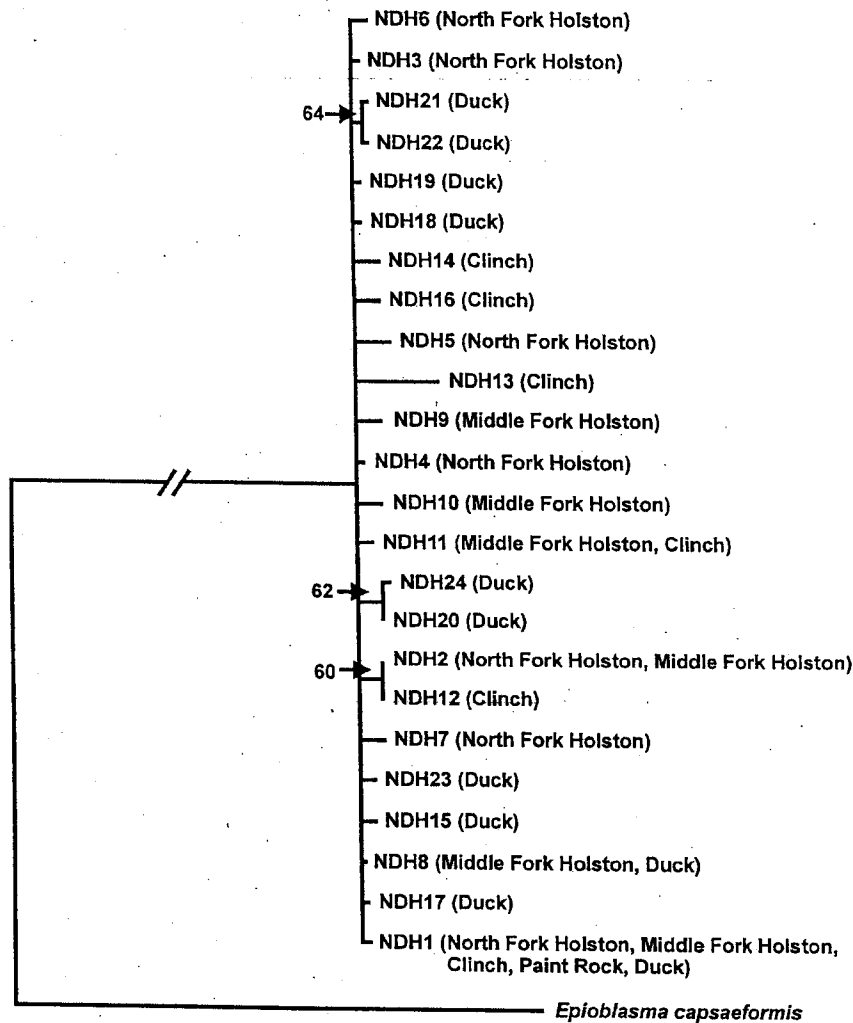 NDH6 (North Fork Holston)
NDH3 (North Fork Holston)
NDH21 (Duck)
64
NDH22 (Duck)
NDH19 (Duck)
NDH18 (Duck)
NDH14 (Clinch)
NDH16 (Clinch)
NDH5 (North Fork Holston)
NDH13 (Clinch)
NDH9 (Middle Fork Holston)
NDH4 (North Fork Holston)
NDH10 (Middle Fork Holston)
NDH11 (Middle Fork Holston, Clinch)
NDH24 (Duck)
62
NDH20 (Duck)
NDH2 (North Fork Holston, Middle Fork Holston)
60
NDH12 (Clinch)
NDH7 (North Fork Holston)
NDH23 (Duck)
NDH15 (Duck)
NDH8 (Middle Fork Holston, Duck)
NDH17 (Duck)
NDH1 (North Fork Holston, Middle Fork Holston,
Clinch, Paint Rock, Duck)
Epioblasma capsaeformis